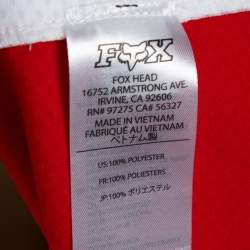 FOX
FOX HEAD
16752 ARMSTRONG AVE.
IRVINE, CA 92606
RN# 97275 CA# 56327
MADE IN VIETNAM
FABRIQUÉ AU VIETNAM
ベトナム製
US:100% POLYESTER
FR:100% POLIESTERS
JP:100% ポリエステル